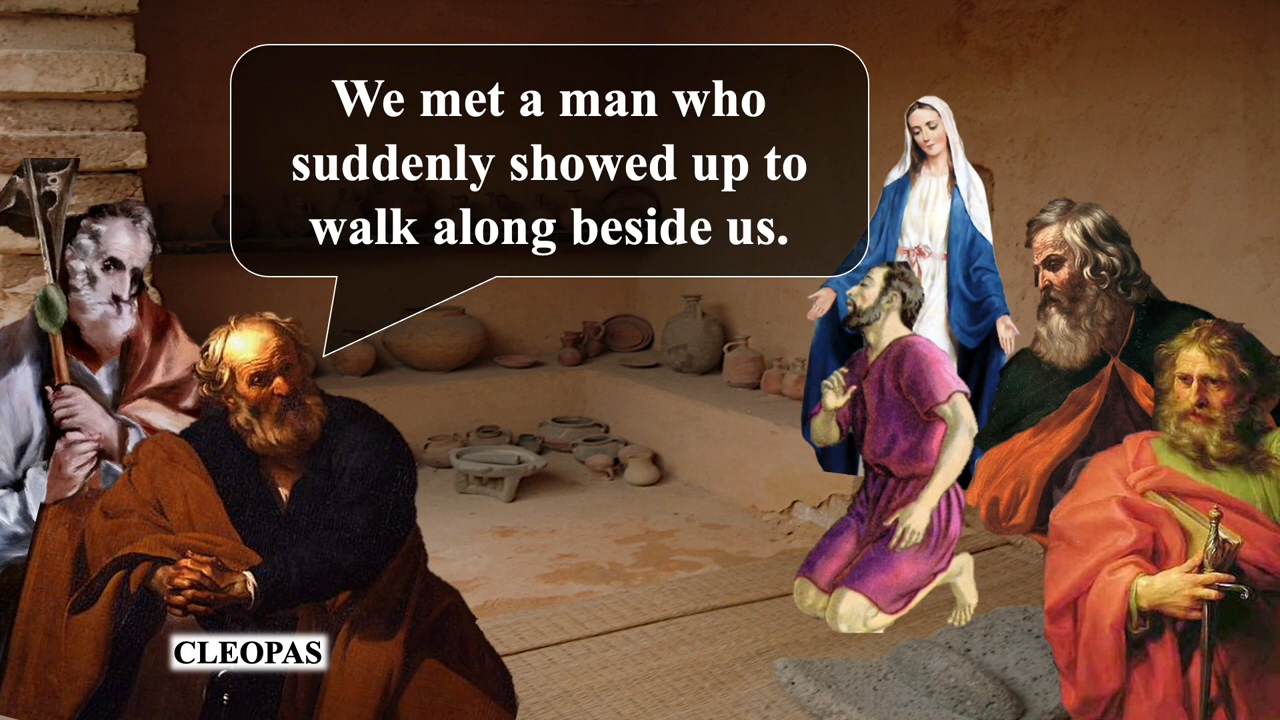 We met a man who
suddenly showed up to
walk along beside us.
CLEOPAS